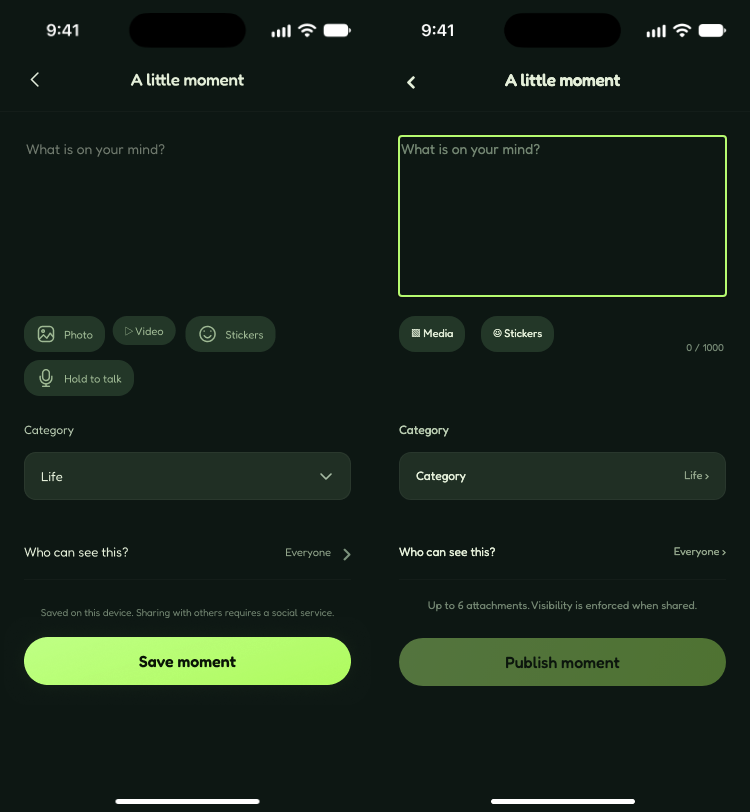 9:41
A little moment
What is on your mind?
Photo
Video
Stickers
Hold to talk
Category
Life
Who can see this?
Everyone
Saved on this device. Sharing with others requires a social service.
Save moment
9:41
A little moment
What is on your mind?
Media
Stickers
0 / 1000
Category
Category
Life ›
Who can see this?
Everyone ›
Up to 6 attachments. Visibility is enforced when shared.
Publish moment